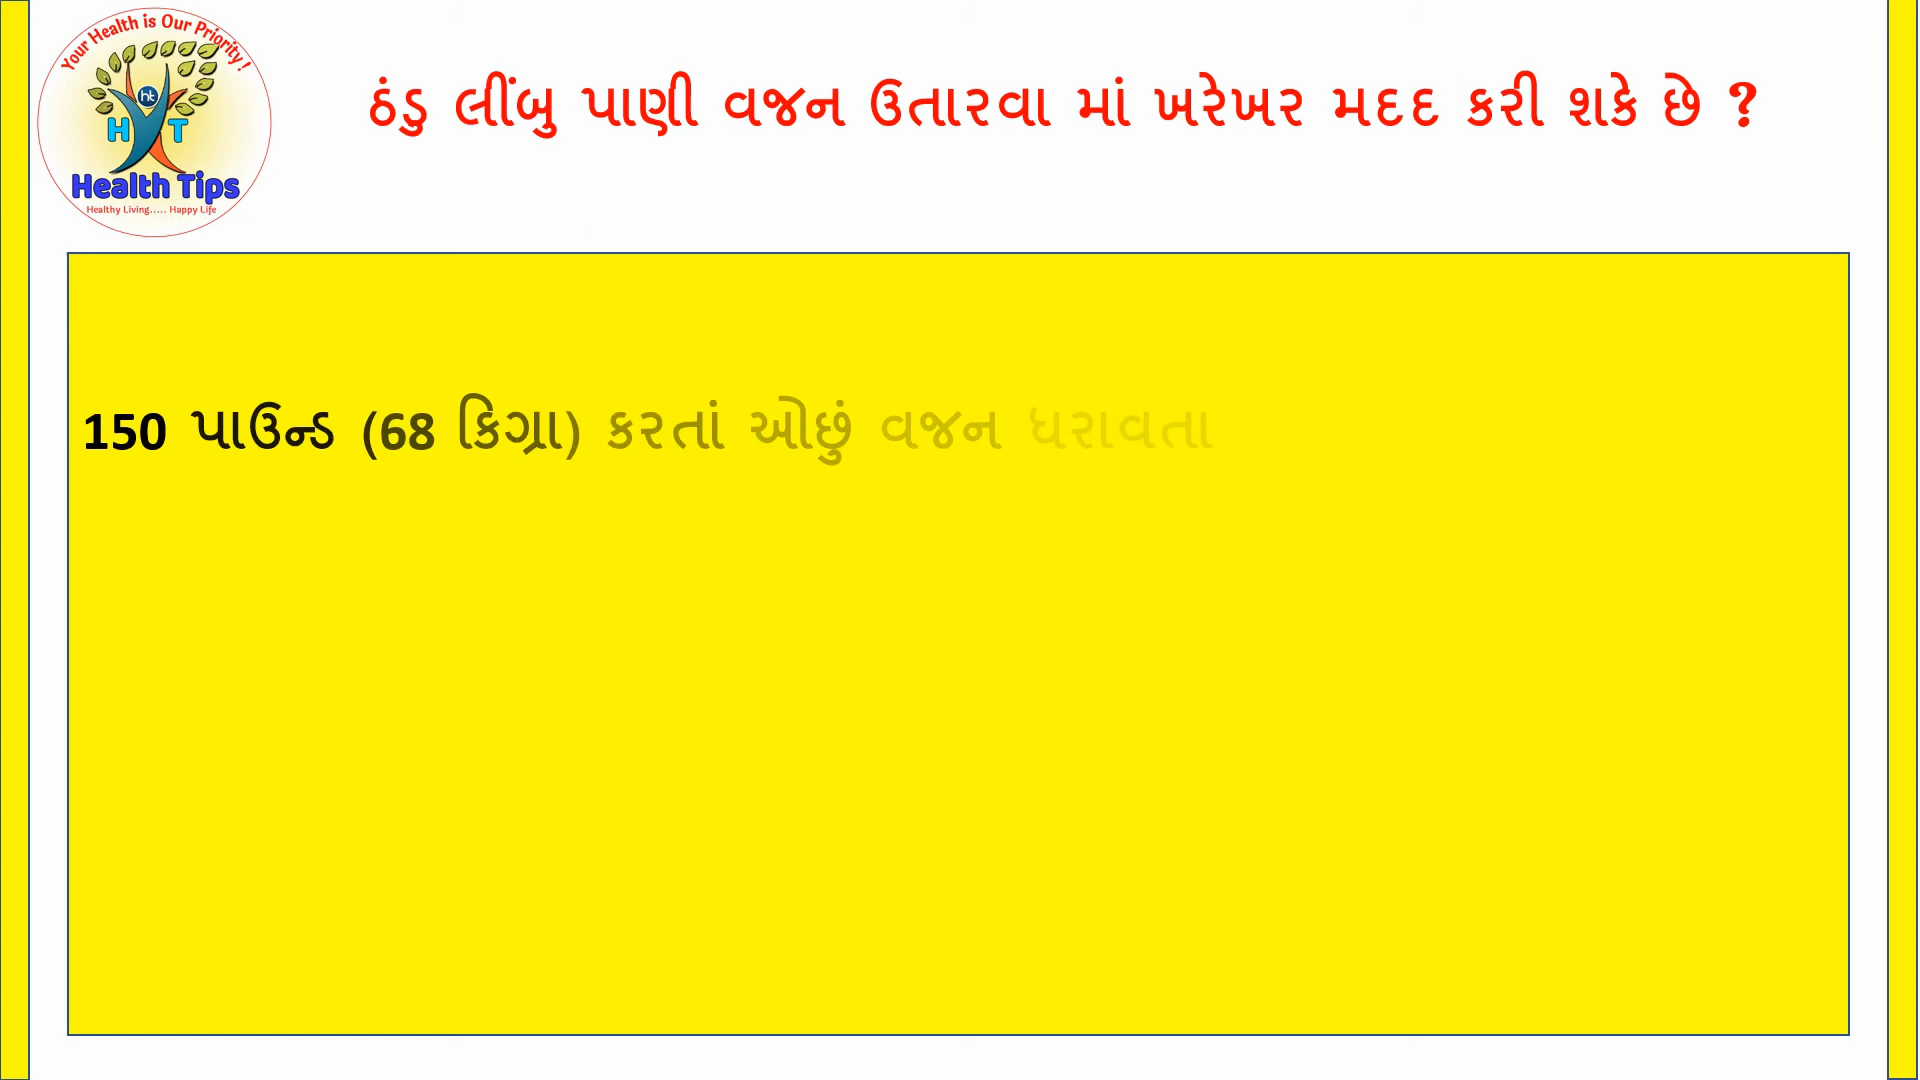 Your Health is Our Priority!
ht
H T
Health Tips
Healthy Living..... Happy Life
ઠંડુ લીંબુ પાણી વજન ઉતારવા માં ખરેખર મદદ કરી શકે છે ?
150 પાઉન્ડ (68 કિગ્રા) કરતાં ઓછું વજન ધરાવતા